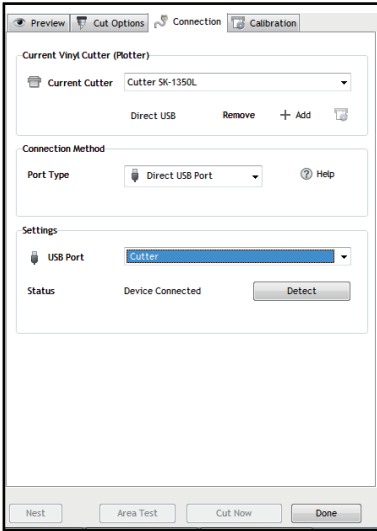 Preview Cut Options Connection Calibration
Current Vinyl Cutter (Plotter)
Current Cutter Cutter SK-1350L
Direct USB Remove + Add
Connection Method
Port Type Direct USB Port ? Help
Settings
USB Port Cutter
Status Device Connected Detect
Nest Area Test Cut Now Done